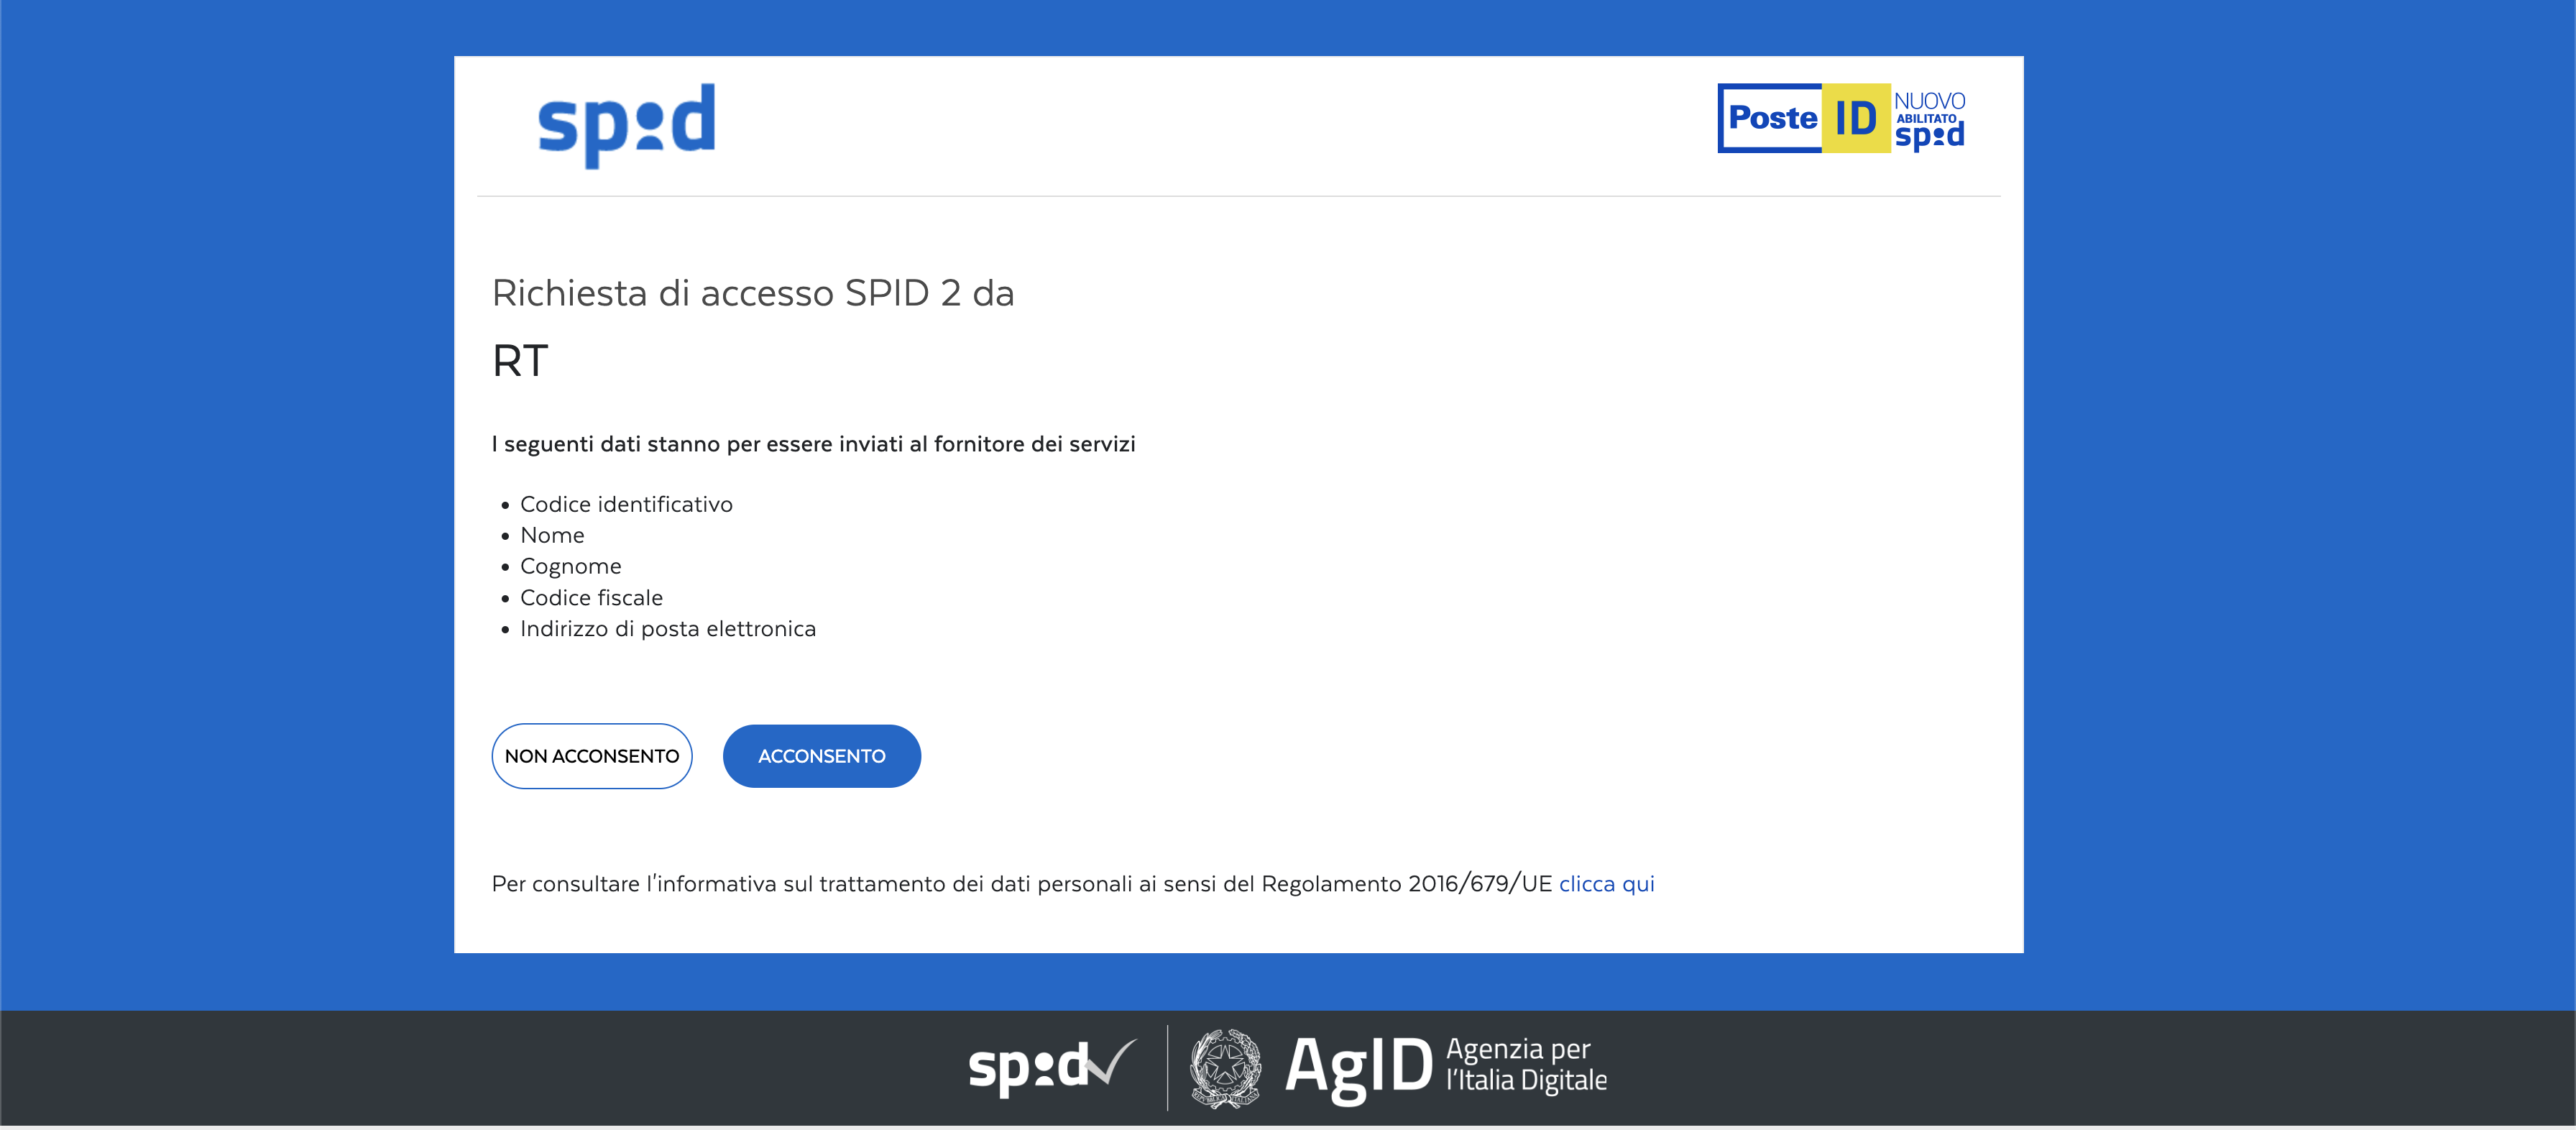 spid
Poste ID NUOVO
ABILITATO
spid
Richiesta di accesso SPID 2 da
RT
I seguenti dati stanno per essere inviati al fornitore dei servizi
• Codice identificativo
• Nome
• Cognome
• Codice fiscale
• Indirizzo di posta elettronica
NON ACCONSENTO ACCONSENTO
Per consultare l'informativa sul trattamento dei dati personali ai sensi del Regolamento 2016/679/UE clicca qui
spid AgID Agenzia per
l'Italia Digitale